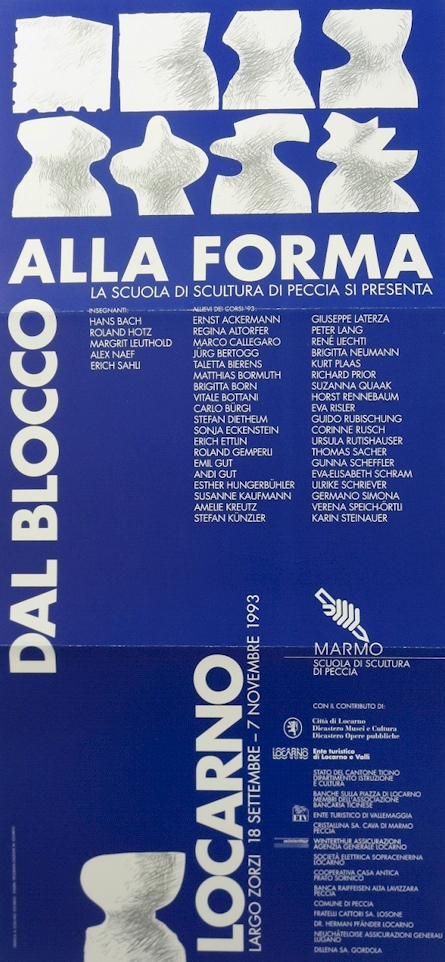 ALLA FORMA
LA SCUOLA DI SCULTURA DI PECCIA SI PRESENTA
DAL BLOCCO
INSEGNANTI:
HANS BACH
ROLAND HOTZ
MARGRIT LEUTHOLD
ALEX NAEF
ERICH SAHLI
ALLIEVI DEI CORSI '93:
ERNST ACKERMANN
REGINA ALTORFER
MARCO CALLEGARO
JÜRG BERTOGG
TALETTA BIERENS
MATTHIAS BORMUTH
BRIGITTA BORN
VITALE BOTTANI
CARLO BÜRGI
STEFAN DIETHELM
SONJA ECKENSTEIN
ERICH ETTLIN
ROLAND GEMPERLI
EMIL GUT
ANDI GUT
ESTHER HUNGERBÜHLER
SUSANNE KAUFMANN
AMELIE KREUTZ
STEFAN KÜNZLER
GIUSEPPE LATERZA
PETER LANG
RENÉ LIECHTI
BRIGITTA NEUMANN
KURT PLAAS
RICHARD PRIOR
SUZANNA QUAAK
HORST RENNEBAUM
EVA RISLER
GUIDO RUBISCHUNG
CORINNE RUSCH
URSULA RUTISHAUSER
THOMAS SACHER
GUNNA SCHEFFLER
EVA-ELISABETH SCHRAM
ULRIKE SCHRIEVER
GERMANO SIMONA
VERENA SPEICH-ÖRTLI
KARIN STEINAUER
LOCARNO
LARGO ZORZI 18 SETTEMBRE – 7 NOVEMBRE 1993
MARMO
SCUOLA DI SCULTURA
DI PECCIA
CON IL CONTRIBUTO DI:
Città di Locarno
Dicastero Musei e Cultura
Dicastero Opere pubbliche
LOCARNO
Ente turistico
di Locarno e Valli
STATO DEL CANTONE TICINO
DIPARTIMENTO ISTRUZIONE
E CULTURA
BANCHE SULLA PIAZZA DI LOCARNO
MEMBRI DELL'ASSOCIAZIONE
BANCARIA TICINESE
ETV
ENTE TURISTICO DI VALLEMAGGIA
CRISTALLINA SA. CAVA DI MARMO
PECCIA
winterthur
WINTERTHUR ASSICURAZIONI
AGENZIA GENERALE LOCARNO
SOCIETÀ ELETTRICA SOPRACENERINA
LOCARNO
COOPERATIVA CASA ANTICA
PRATO SORNICO
BANCA RAIFFEISEN ALTA LAVIZZARA
PECCIA
COMUNE DI PECCIA
FRATELLI CATTORI SA. LOSONE
DR. HERMAN PFÄNDER LOCARNO
NEUCHÂTELOISE ASSICURAZIONI GENERALI
LUGANO
DILLENA SA. GORDOLA